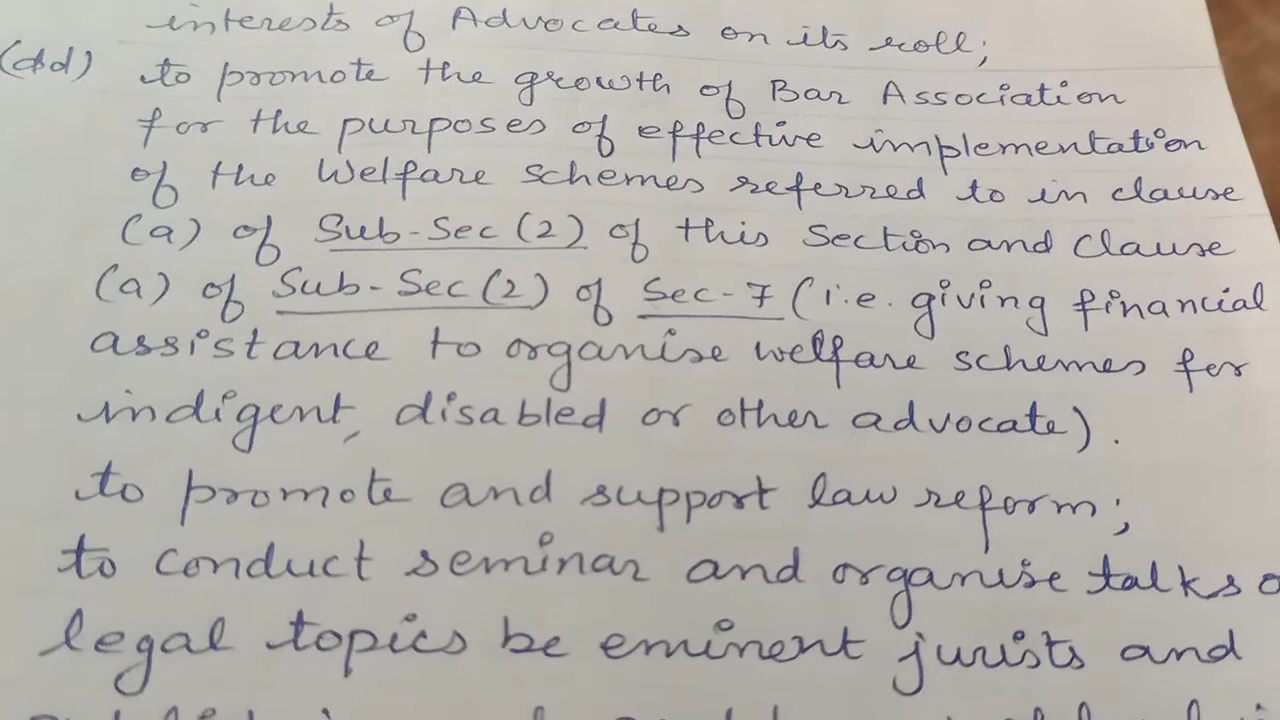 interests of Advocates on its roll;
(dd) to promote the growth of Bar Association
for the purposes of effective implementation
of the Welfare schemes referred to in clause
(a) of Sub-Sec (2) of this Section and Clause
(a) of Sub-Sec (2) of Sec-7 (i.e. giving financial
assistance to organise welfare schemes for
indigent, disabled or other advocate).
to promote and support law reform;
to conduct seminar and organise talks
legal topics be eminent jurists and